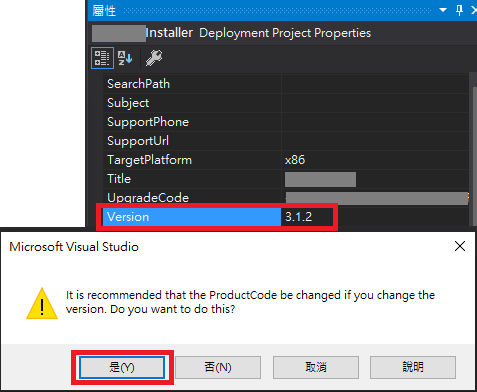 屬性
Installer Deployment Project Properties
SearchPath
Subject
SupportPhone
SupportUrl
TargetPlatform x86
Title
UpgradeCode
Version 3.1.2
Microsoft Visual Studio
It is recommended that the ProductCode be changed if you change the
version. Do you want to do this?
是(Y) 否(N) 取消 說明